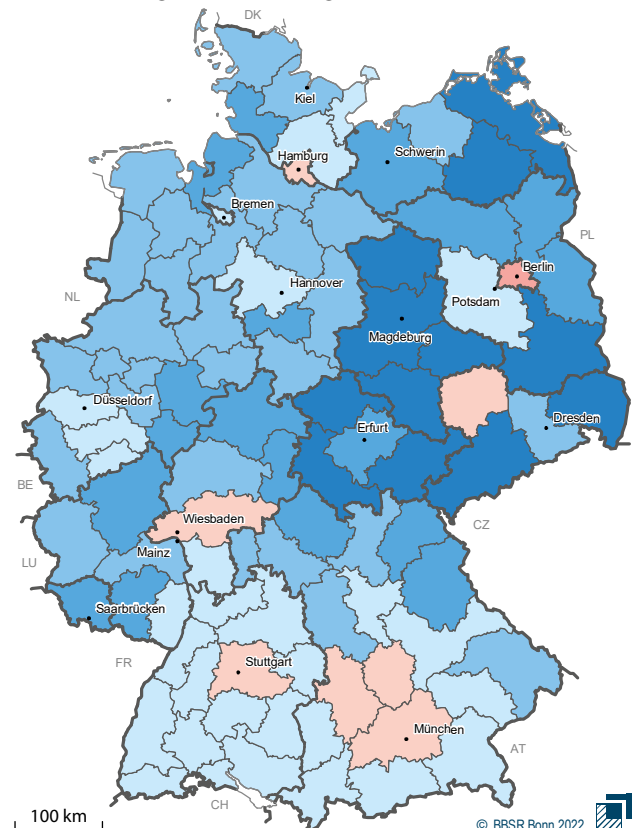 DK
Kiel
Hamburg
Schwerin
Bremen
PL
Berlin
NL
Hannover
Potsdam
Magdeburg
Düsseldorf
Erfurt
Dresden
BE
Wiesbaden
CZ
Mainz
LU
Saarbrücken
FR
Stuttgart
München
AT
CH
100 km
© BBSR Bonn 2022